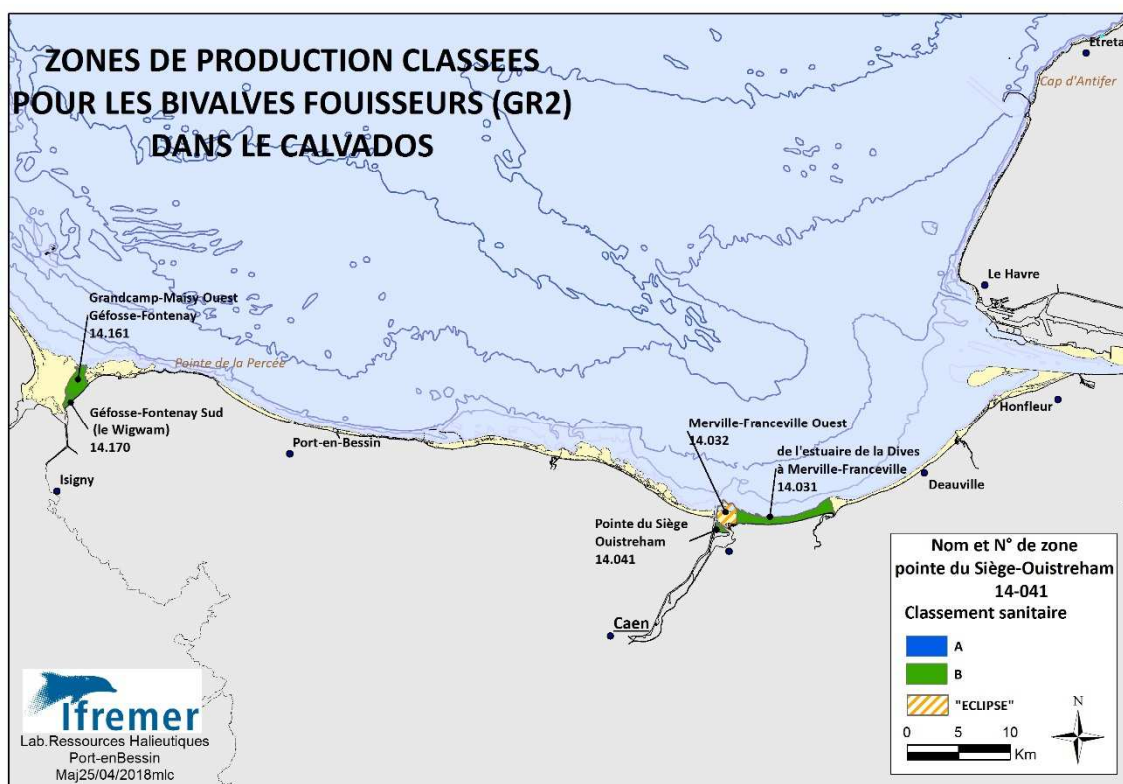 ZONES DE PRODUCTION CLASSEES
POUR LES BIVALVES FOUISSEURS (GR2)
DANS LE CALVADOS
Etreta
Cap d'Antifer
Le Havre
Grandcamp-Maisy Ouest
Géfosse-Fontenay
14.161
Pointe de la Percée
Géfosse-Fontenay Sud
(le Wigwam)
14.170
Isigny
Port-en-Bessin
Merville-Franceville Ouest
14.032
de l'estuaire de la Dives
à Merville-Franceville
14.031
Honfleur
Deauville
Pointe du Siège
Ouistreham
14.041
Caen
Nom et N° de zone
pointe du Siège-Ouistreham
14-041
Classement sanitaire
A
B
"ECLIPSE"
0 5 10
Km
N
Ifremer
Lab.Ressources Halieutiques
Port-enBessin
Maj25/04/2018mlc